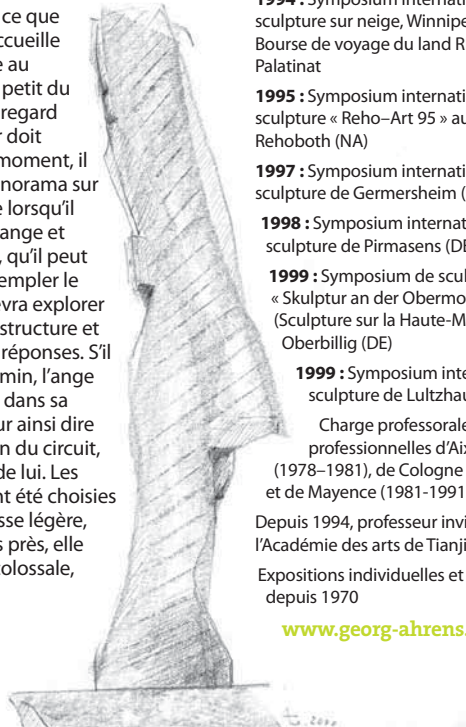 ce que
ccueille
e au
petit du
regard
r doit
moment, il
norama sur
e lorsqu'il
ange et
, qu'il peut
empler le
evra explorer
structure et
réponses. S'il
min, l'ange
dans sa
ur ainsi dire
n du circuit,
de lui. Les
nt été choisies
sse légère,
s près, elle
colossale,
1994 : Symposium internati
sculpture sur neige, Winnipe
Bourse de voyage du land R
Palatinat
1995 : Symposium internati
sculpture « Reho–Art 95 » au
Rehoboth (NA)
1997 : Symposium internati
sculpture de Germersheim (
1998 : Symposium internat
sculpture de Pirmasens (DE
1999 : Symposium de sculp
« Skulptur an der Obermo
(Sculpture sur la Haute-M
Oberbillig (DE)
1999 : Symposium inte
sculpture de Lultzhau
Charge professorale
professionnelles d'Aix
(1978–1981), de Cologne
et de Mayence (1981-1991
Depuis 1994, professeur invi
l'Académie des arts de Tianji
Expositions individuelles et
depuis 1970
www.georg-ahrens.